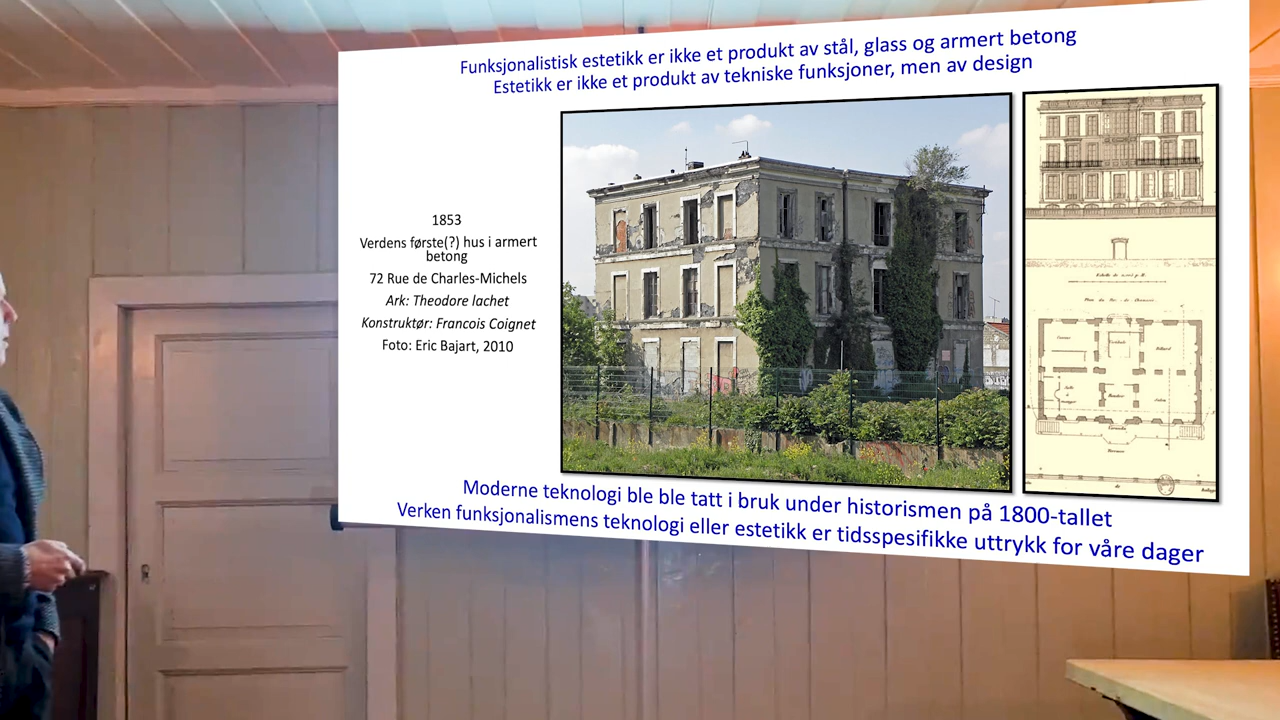 Funksjonalistisk estetikk er ikke et produkt av stål, glass og armert betong
Estetikk er ikke et produkt av tekniske funksjoner, men av design
1853
Verdens første(?) hus i armert
betong
72 Rue de Charles-Michels
Ark: Theodore lachet
Konstruktør: Francois Coignet
Foto: Eric Bajart, 2010
Moderne teknologi ble ble tatt i bruk under historismen på 1800-tallet
Verken funksjonalismens teknologi eller estetikk er tidsspesifikke uttrykk for våre dager